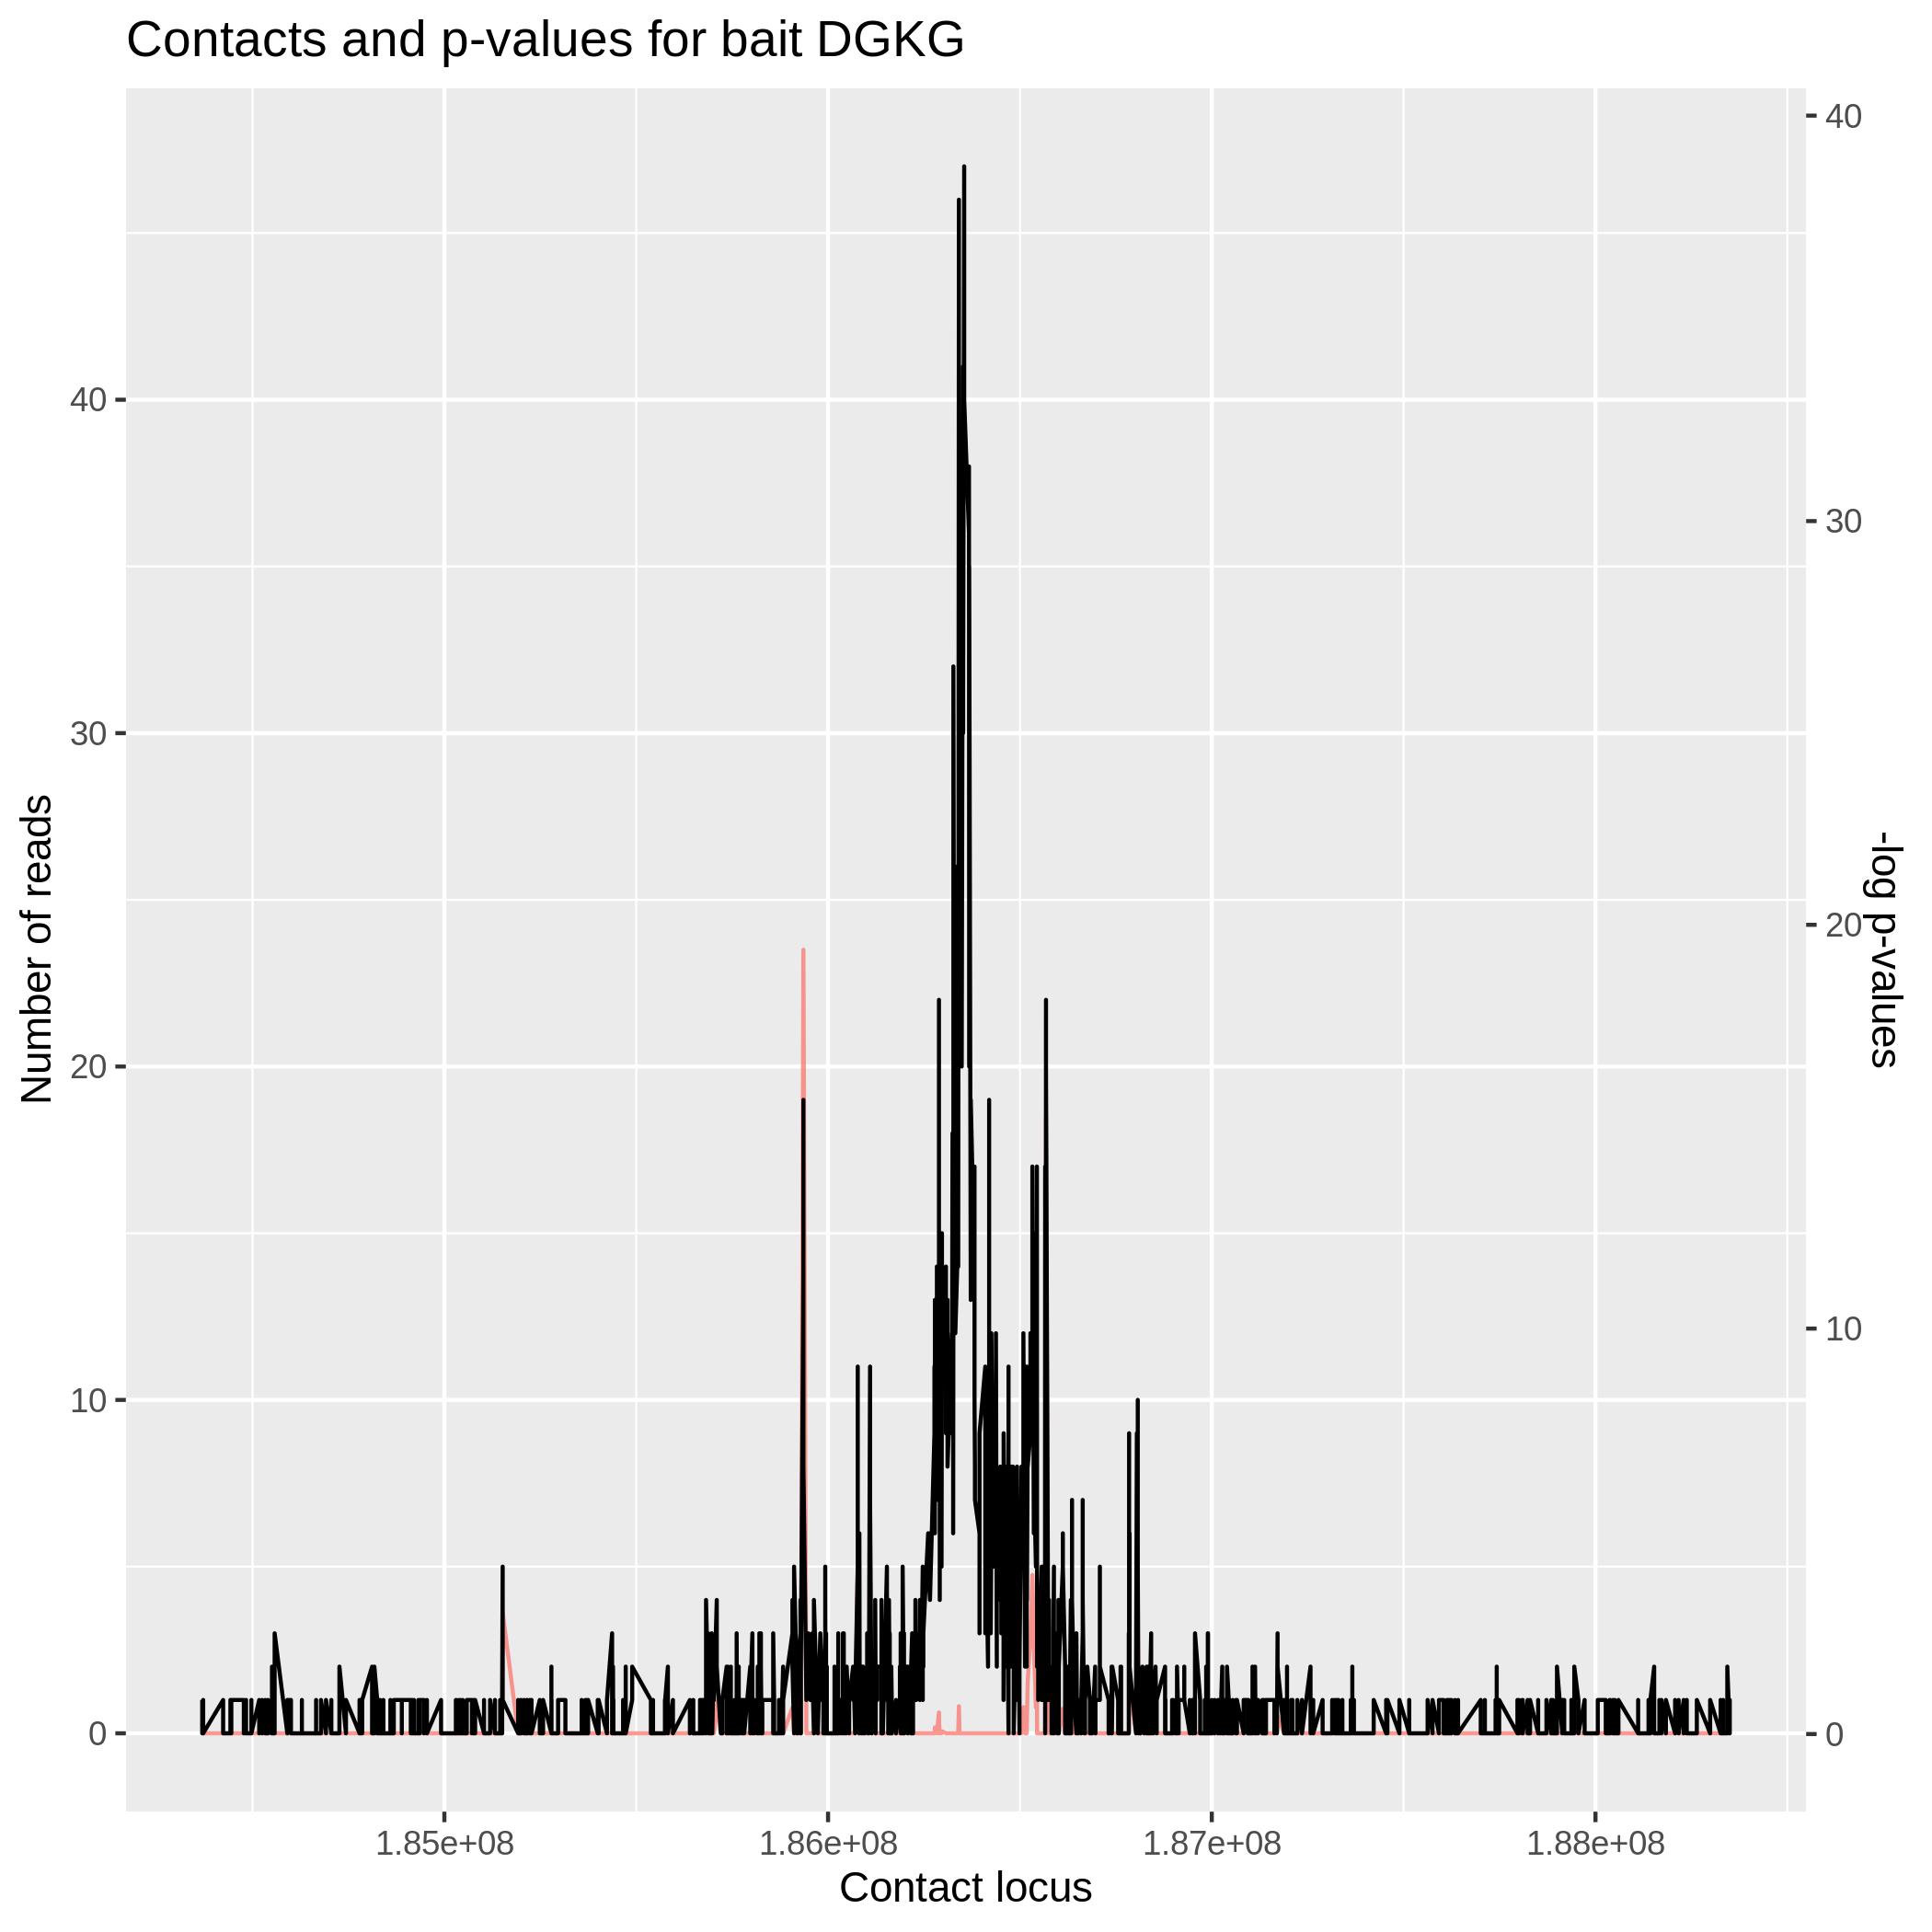 Contacts and p-values for bait DGKG
Number of reads
40
30
20
10
0
40
30
20
10
0
-log p-values
1.85e+08
1.86e+08
1.87e+08
1.88e+08
Contact locus